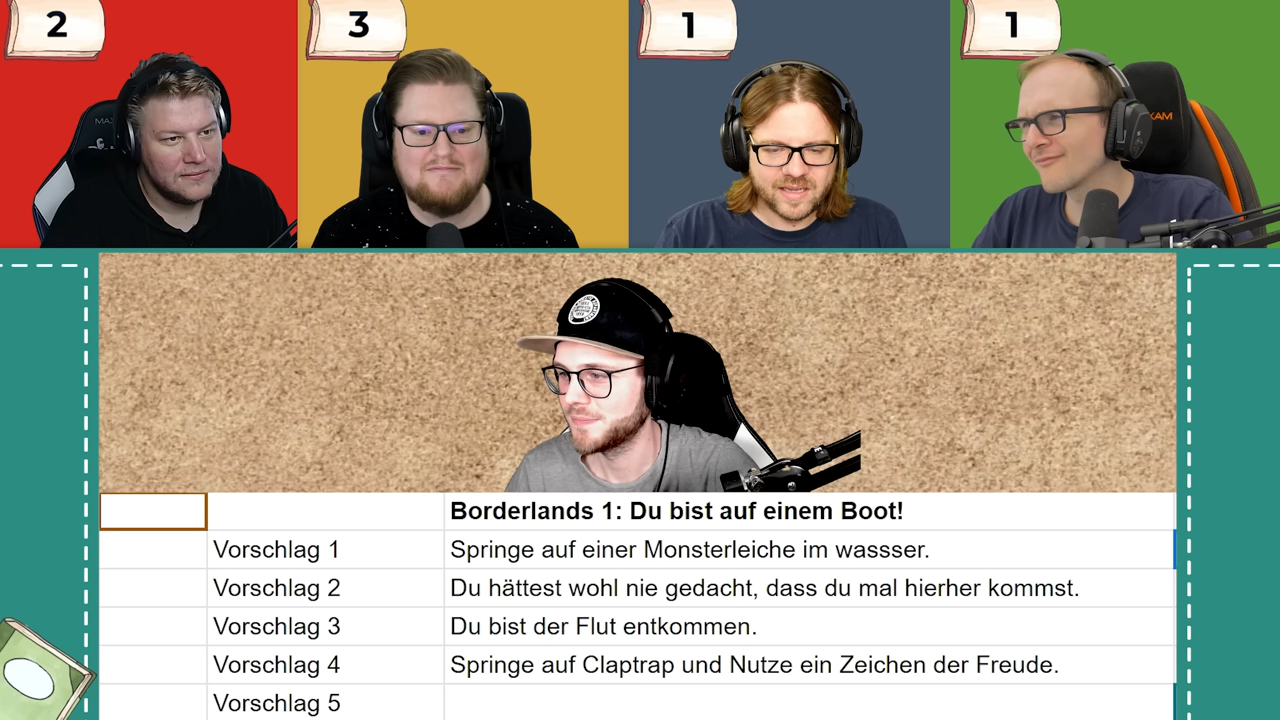 2
3
1
1
MAX
KAM
Borderlands 1: Du bist auf einem Boot!
Vorschlag 1
Springe auf einer Monsterleiche im wassser.
Vorschlag 2
Du hättest wohl nie gedacht, dass du mal hierher kommst.
Vorschlag 3
Du bist der Flut entkommen.
Vorschlag 4
Springe auf Claptrap und Nutze ein Zeichen der Freude.
Vorschlag 5